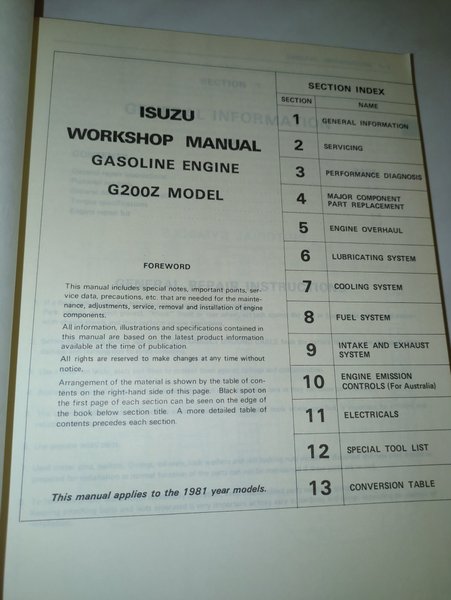 ISUZU
WORKSHOP MANUAL
GASOLINE ENGINE
G200Z MODEL
FOREWORD
This manual includes special notes, important points, ser-
vice data, precautions, etc. that are needed for the mainte-
nance, adjustments, service, removal and installation of engine
components.
All information, illustrations and specifications contained in
this manual are based on the latest product information
available at the time of publication.
All rights are reserved to make changes at any time without
notice.
Arrangement of the material is shown by the table of con-
tents on the right-hand side of this page. Black spot on
the first page of each section can be seen on the edge of
the book below section title. A more detailed table of
contents precedes each section.
This manual applies to the 1981 year models.
SECTION INDEX
SECTION NAME
1 GENERAL INFORMATION
2 SERVICING
3 PERFORMANCE DIAGNOSIS
4 MAJOR COMPONENT
PART REPLACEMENT
5 ENGINE OVERHAUL
6 LUBRICATING SYSTEM
7 COOLING SYSTEM
8 FUEL SYSTEM
9 INTAKE AND EXHAUST
SYSTEM
10 ENGINE EMISSION
CONTROLS (For Australia)
11 ELECTRICALS
12 SPECIAL TOOL LIST
13 CONVERSION TABLE